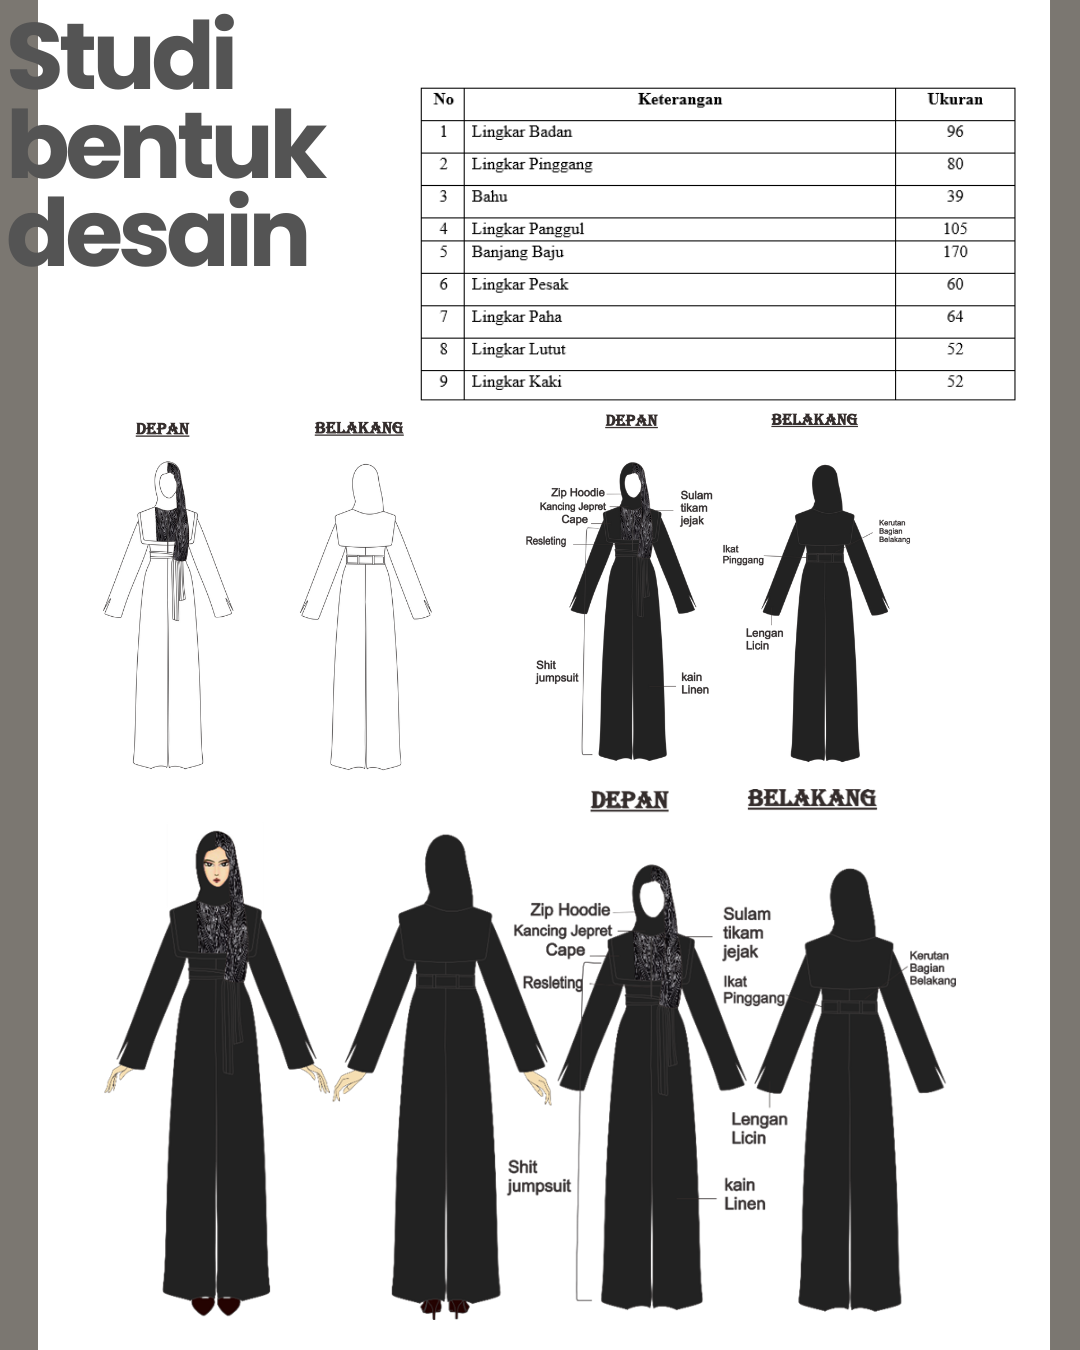 Studi
bentuk
desain
No Keterangan Ukuran
1 Lingkar Badan 96
2 Lingkar Pinggang 80
3 Bahu 39
4 Lingkar Panggul 105
5 Banjang Baju 170
6 Lingkar Pesak 60
7 Lingkar Paha 64
8 Lingkar Lutut 52
9 Lingkar Kaki 52
DEPAN
BELAKANG
DEPAN
BELAKANG
Zip Hoodie
Kancing Jepret
Cape
Resleting
Sulam
tikam
jejak
Shit
jumpsuit
kain
Linen
Kerutan
Bagian
Belakang
Ikat
Pinggang
Lengan
Licin
DEPAN
BELAKANG
Zip Hoodie
Kancing Jepret
Cape
Resleting
Sulam
tikam
jejak
Ikat
Pinggang
Kerutan
Bagian
Belakang
Lengan
Licin
Shit
jumpsuit
kain
Linen